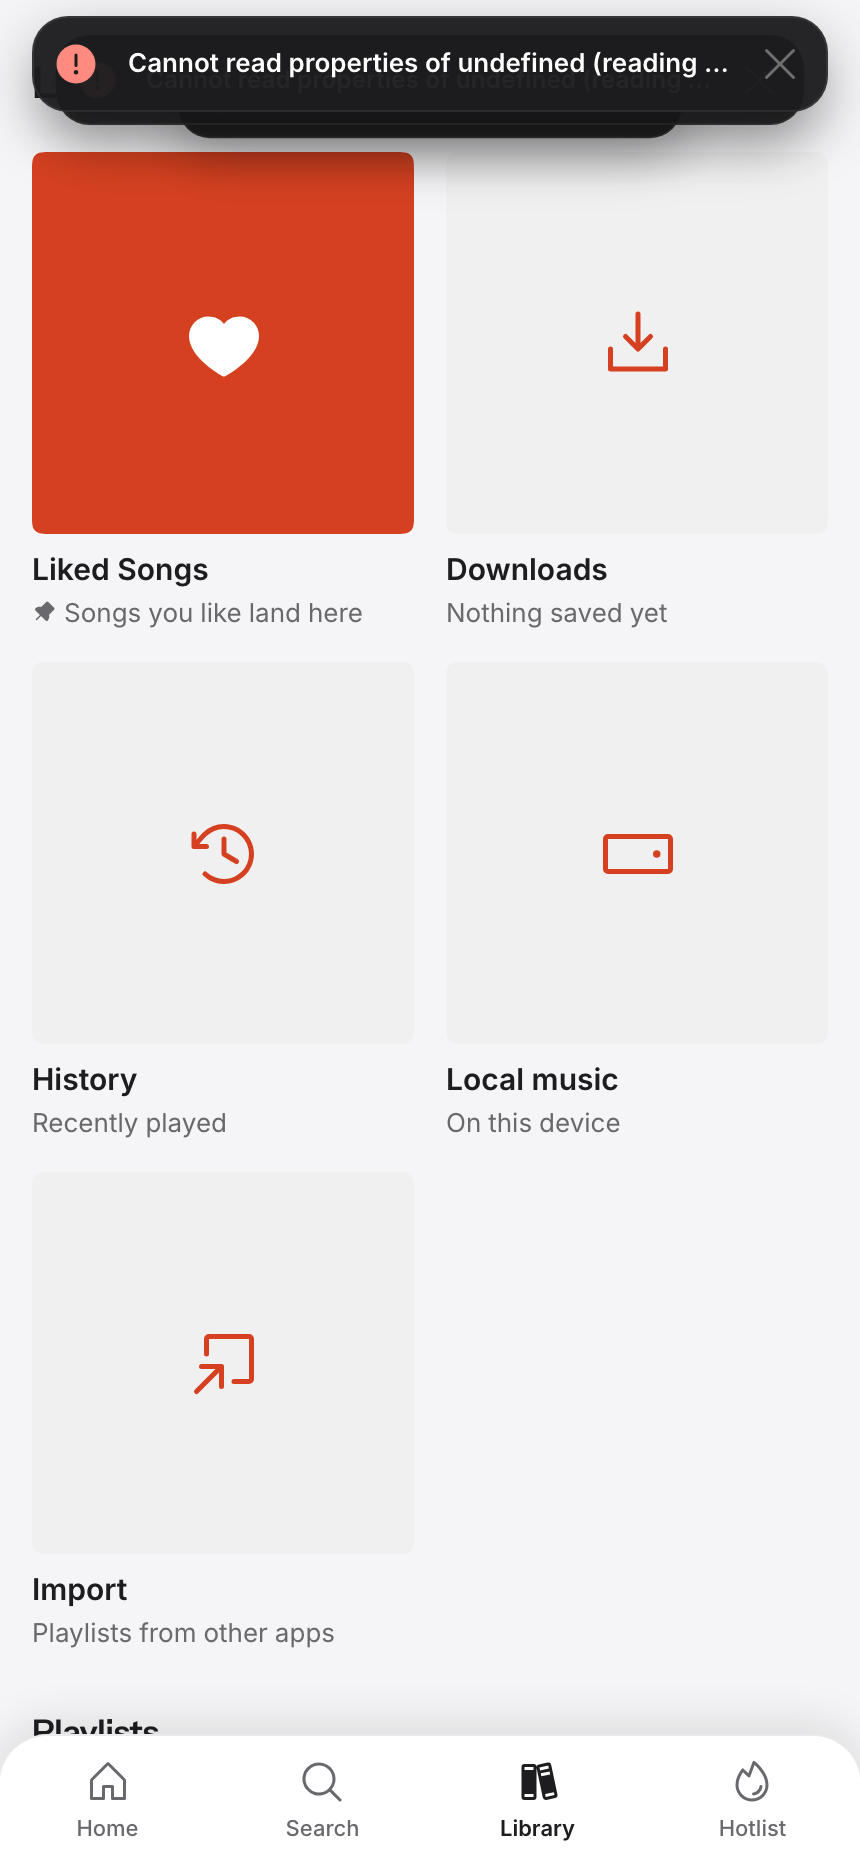 Cannot read properties of undefined (reading ...
Liked Songs
Songs you like land here
Downloads
Nothing saved yet
History
Recently played
Local music
On this device
Import
Playlists from other apps
Playlists
Home
Search
Library
Hotlist